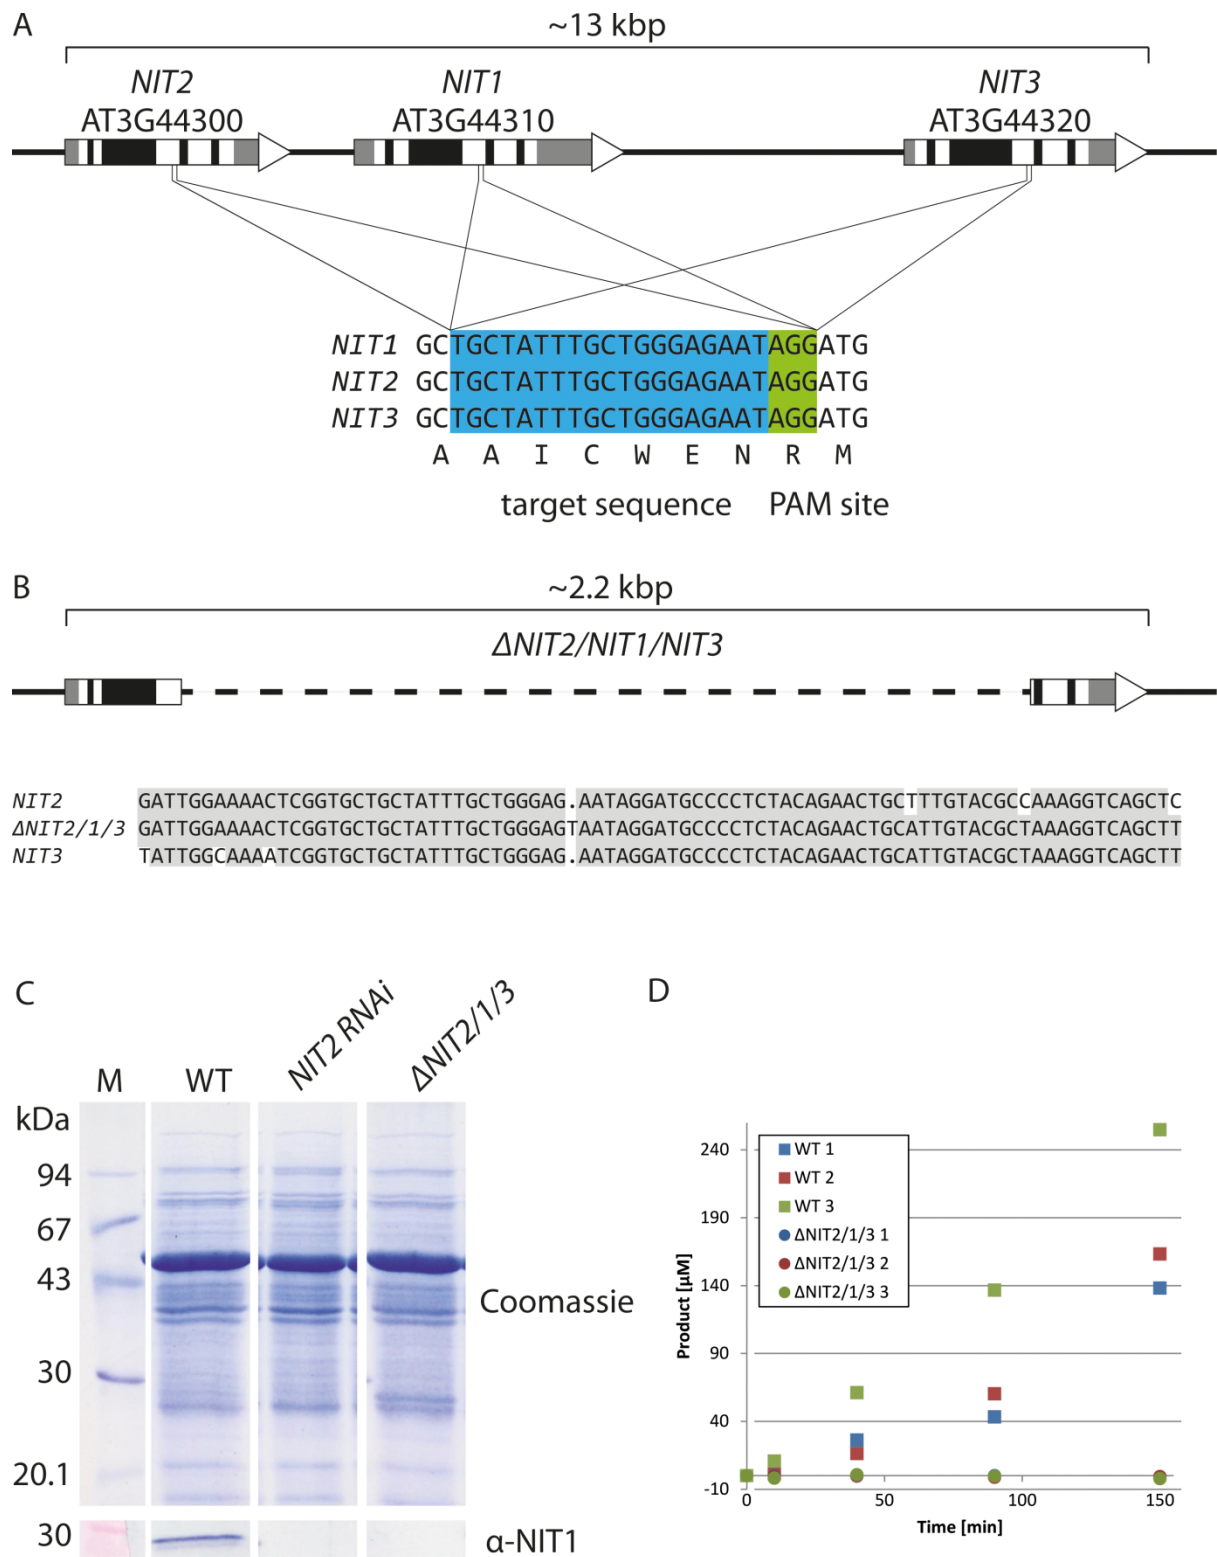 A
~13 kbp
NIT2 NIT1 NIT3
AT3G44300 AT3G44310 AT3G44320
NIT1 GCTGCTATTTGCTGGGAGAATAGGATG
NIT2 GCTGCTATTTGCTGGGAGAATAGGATG
NIT3 GCTGCTATTTGCTGGGAGAATAGGATG
A A I C W E N R M
target sequence PAM site
B
~2.2 kbp
ΔNIT2/NIT1/NIT3
NIT2 GATTGGAAAACTCGGTGCTGCTATTTGCTGGGAG.AATAGGATGCCCCTCTACAGAACTGCTTTGTACGCCAAAGGTCAGCTC
ΔNIT2/1/3 GATTGGAAAACTCGGTGCTGCTATTTGCTGGGAGTAATAGGATGCCCCTCTACAGAACTGCATTGTACGCTAAAGGTCAGCTT
NIT3 TATTGGCAAAATCGGTGCTGCTATTTGCTGGGAG.AATAGGATGCCCCTCTACAGAACTGCATTGTACGCTAAAGGTCAGCTT
C
M WT NIT2 RNAi ΔNIT2/1/3
kDa
94
67
43
30
20.1
Coomassie
30
α-NIT1
D
240
190
140
90
40
-10
Product [µM]
WT 1
WT 2
WT 3
ΔNIT2/1/3 1
ΔNIT2/1/3 2
ΔNIT2/1/3 3
0 50 100 150
Time [min]